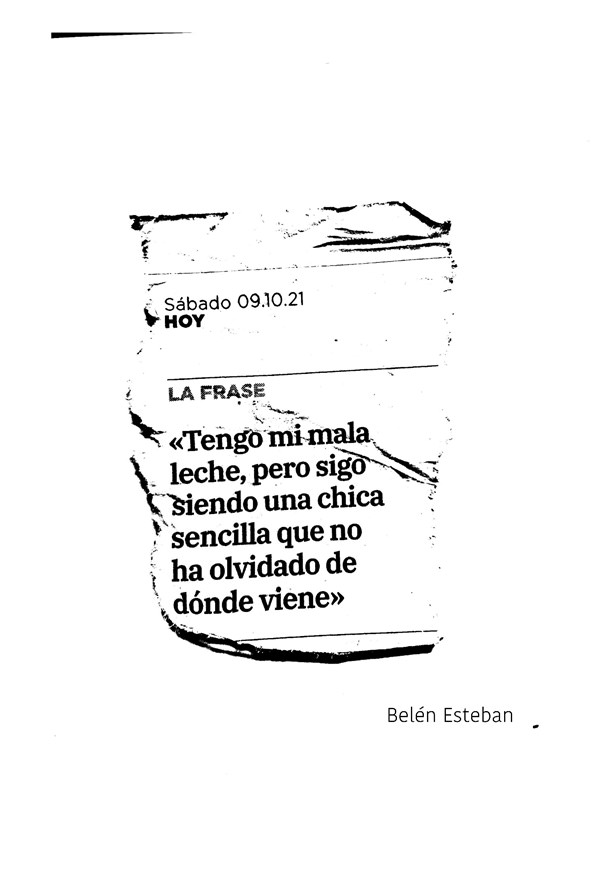 Sábado 09.10.21
HOY
LA FRASE
«Tengo mi mala
leche, pero sigo
siendo una chica
sencilla que no
ha olvidado de
dónde viene»
Belén Esteban